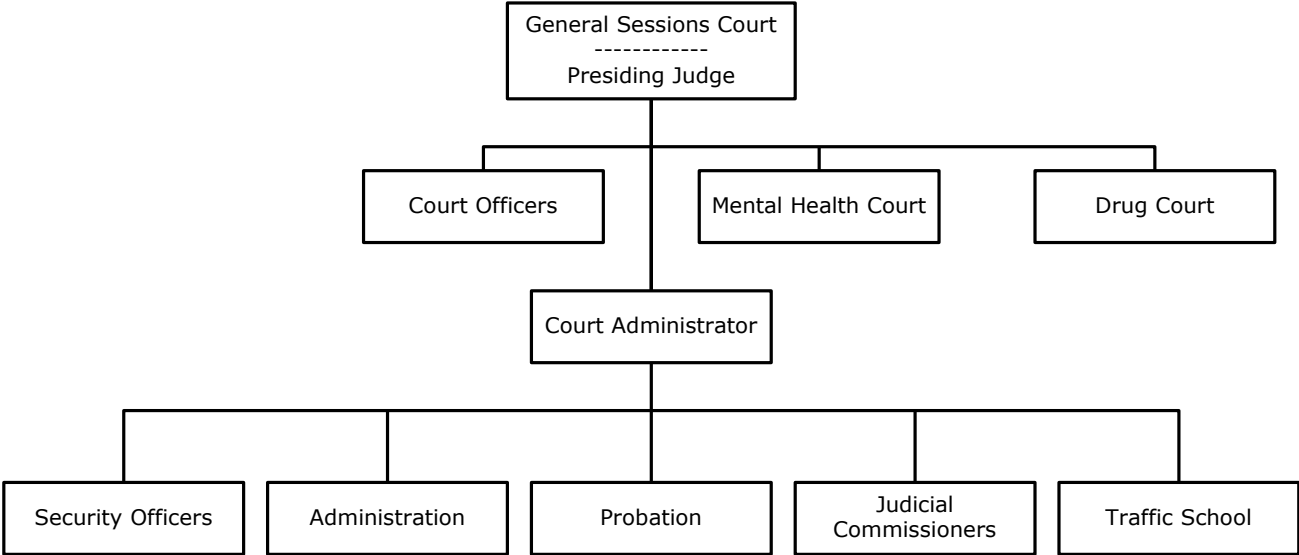 General Sessions Court
------------
Presiding Judge
Court Officers
Mental Health Court
Drug Court
Court Administrator
Security Officers
Administration
Probation
Judicial
Commissioners
Traffic School